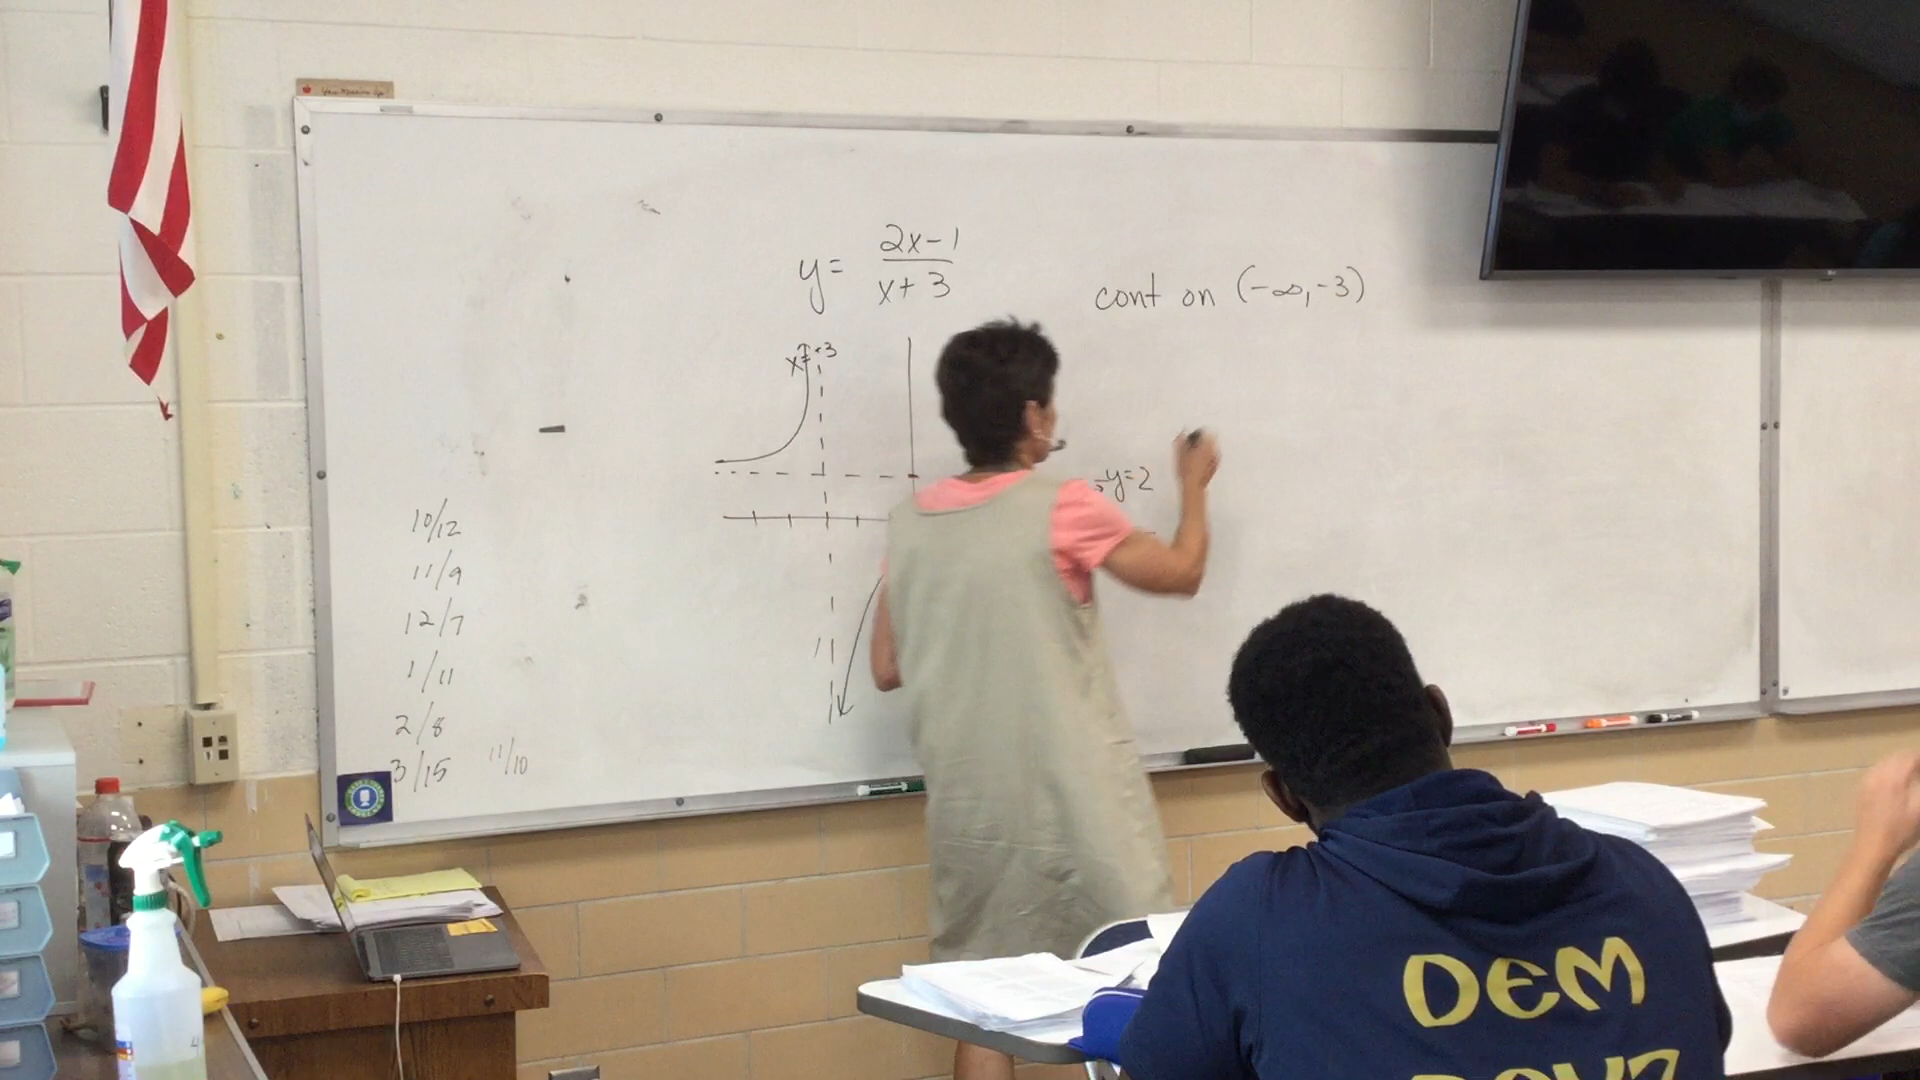 y = 2x-1
x+3
cont on (-∞,-3)
x=-3
y=2
10/12
11/9
12/7
1/11
2/8
3/15
11/10
DEM